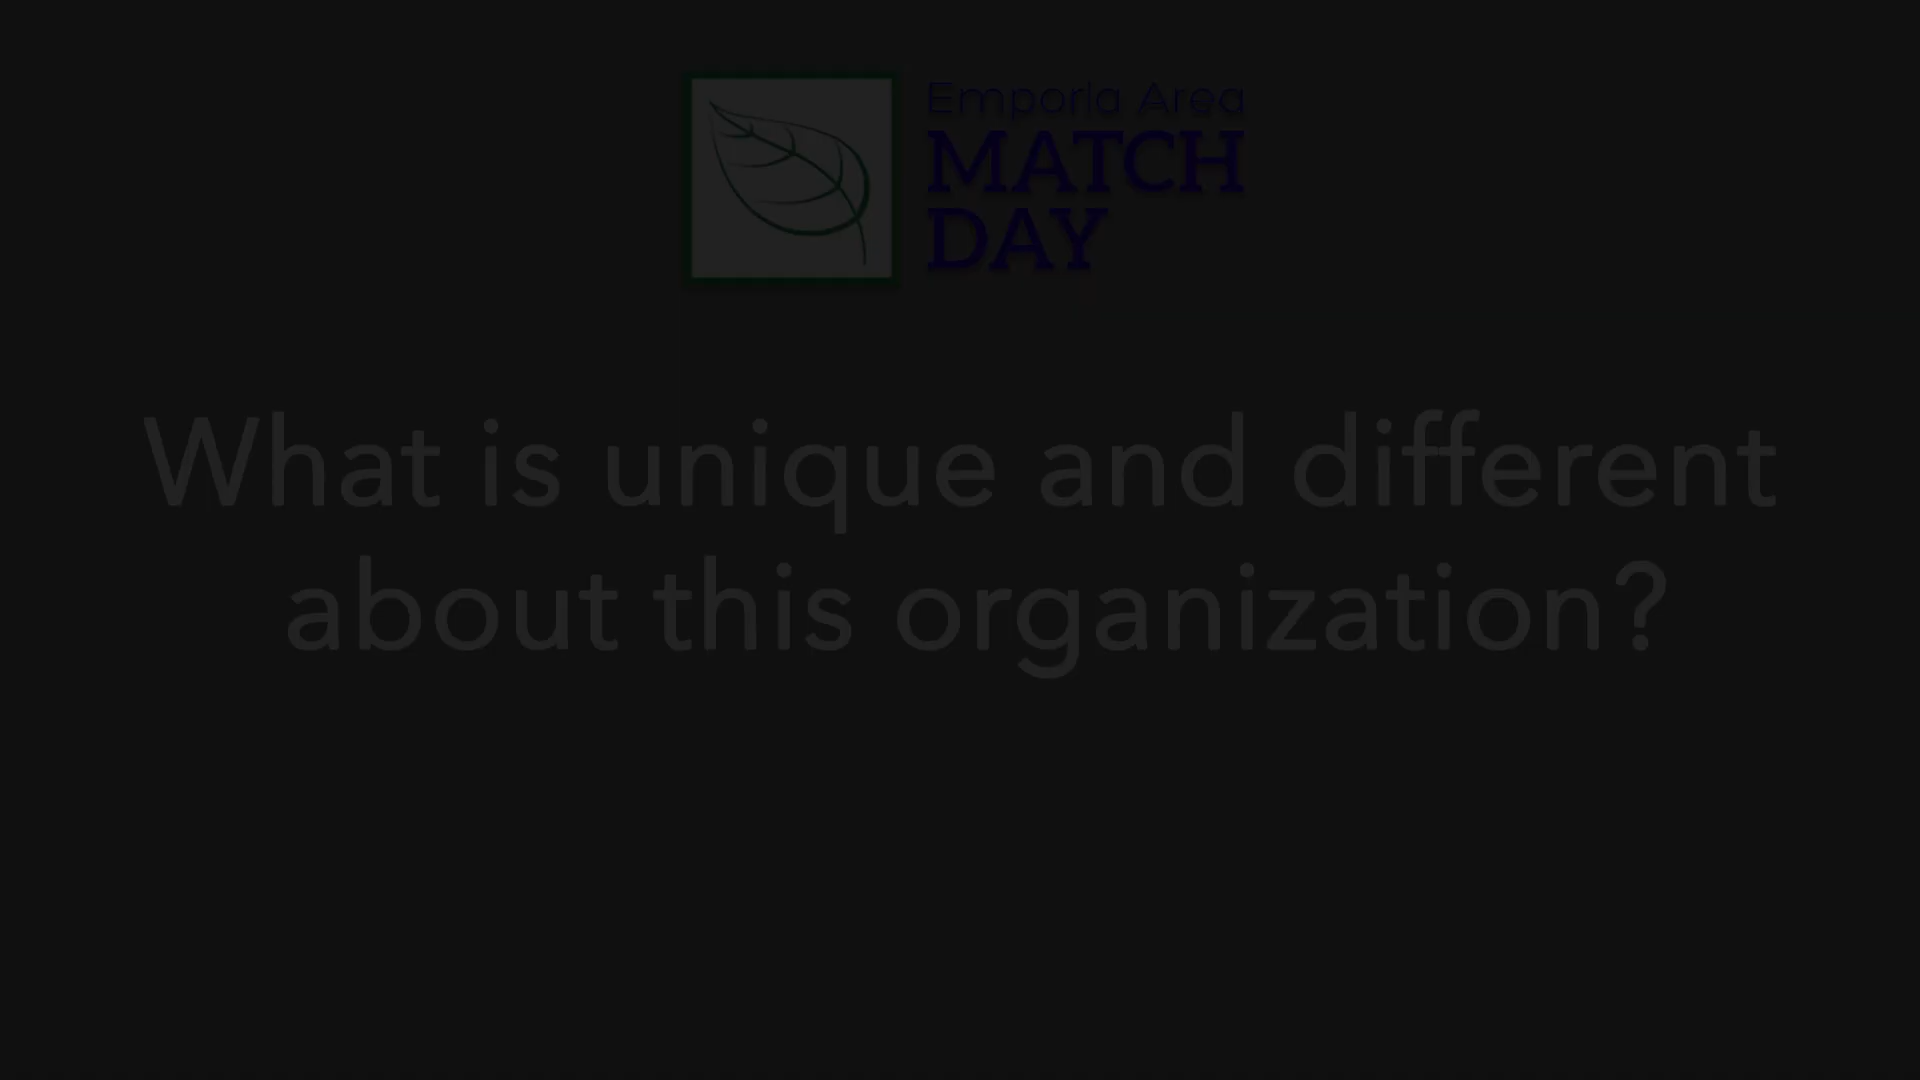 Emporia Area
MATCH
DAY
What is unique and different
about this organization?